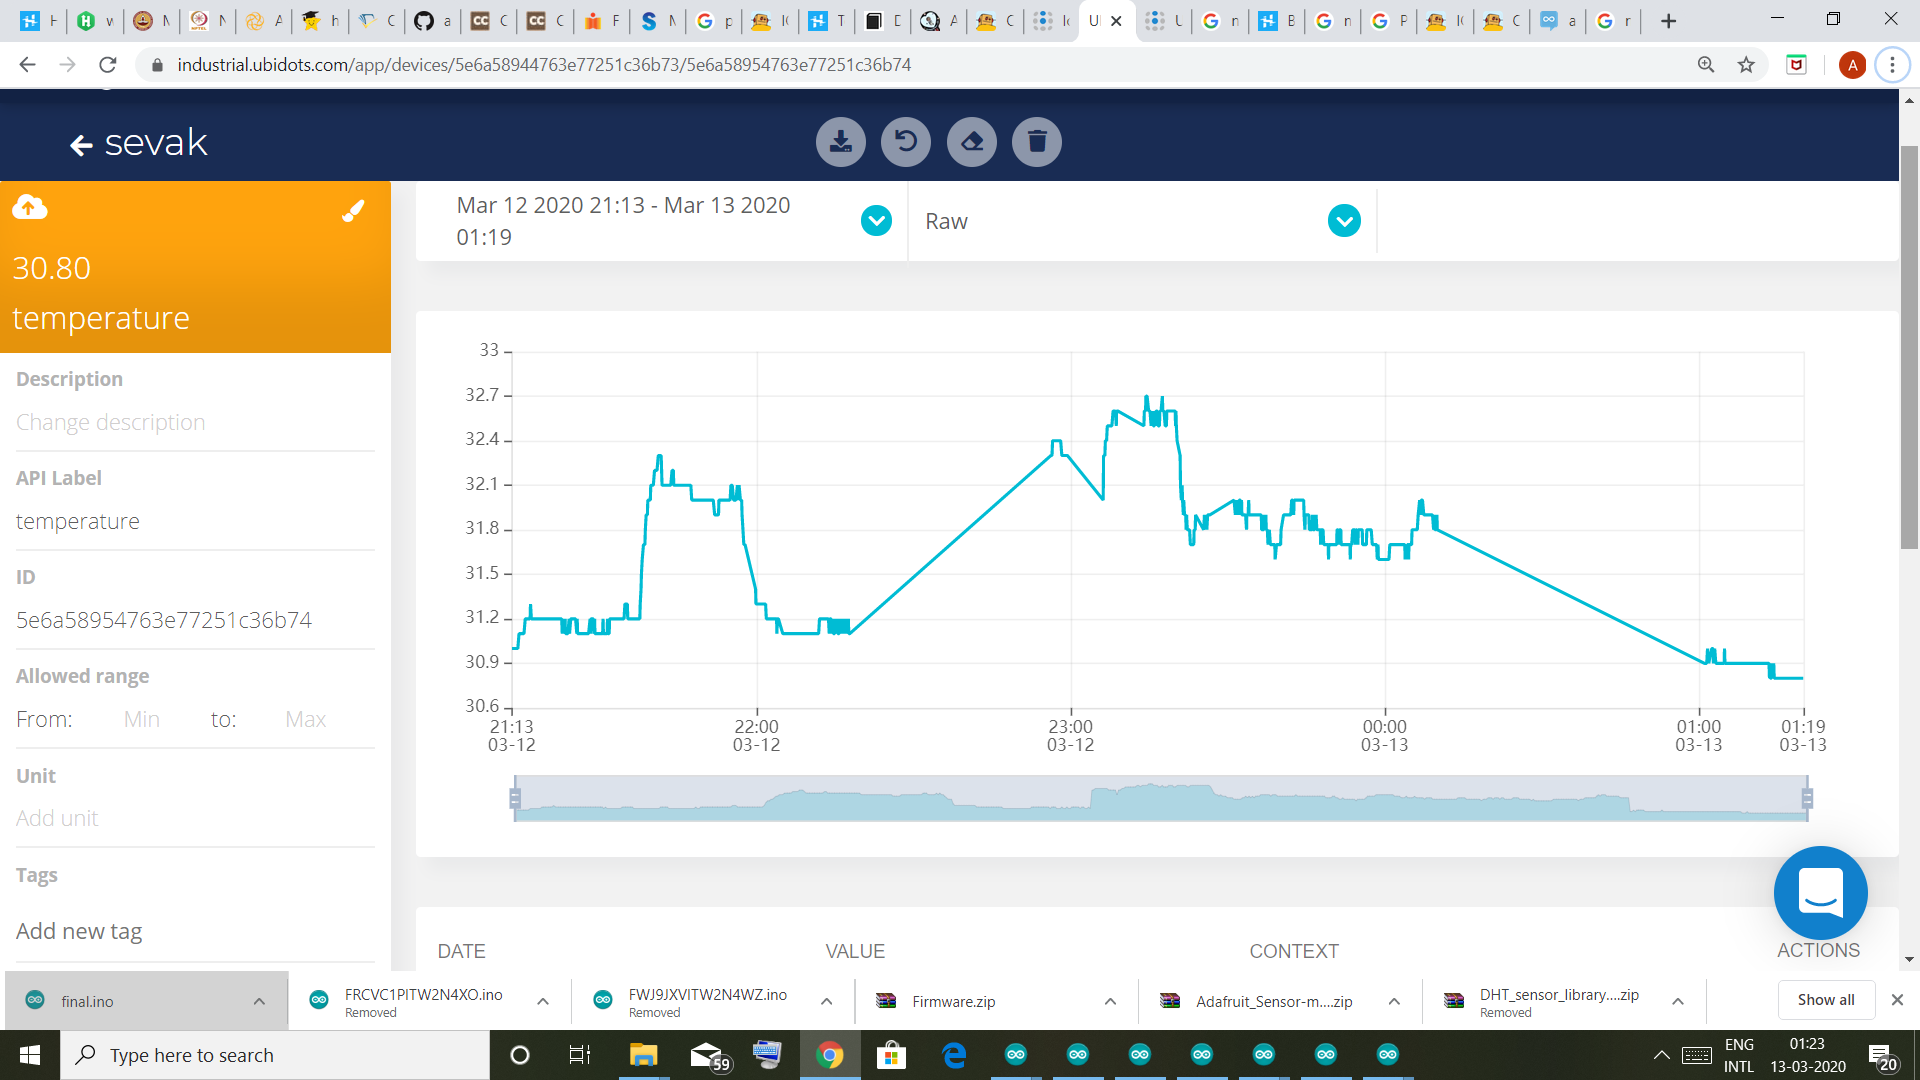 industrial.ubidots.com/app/devices/5e6a58944763e77251c36b73/5e6a58954763e77251c36b74
A
sevak
30.80
temperature
Mar 12 2020 21:13 - Mar 13 2020
01:19
Raw
Description
Change description
API Label
temperature
ID
5e6a58954763e77251c36b74
Allowed range
From: Min to: Max
Unit
Add unit
Tags
Add new tag
33
32.7
32.4
32.1
31.8
31.5
31.2
30.9
30.6
21:13 22:00 23:00 00:00 01:00 01:19
03-12 03-12 03-12 03-13 03-13 03-13
DATE VALUE CONTEXT ACTIONS
final.ino
FRCVC1PITW2N4XO.ino
Removed
FWJ9JXVITW2N4WZ.ino
Removed
Firmware.zip
Adafruit_Sensor-m....zip
DHT_sensor_library....zip
Removed
Show all
Type here to search
59
ENG
INTL
01:23
13-03-2020
20